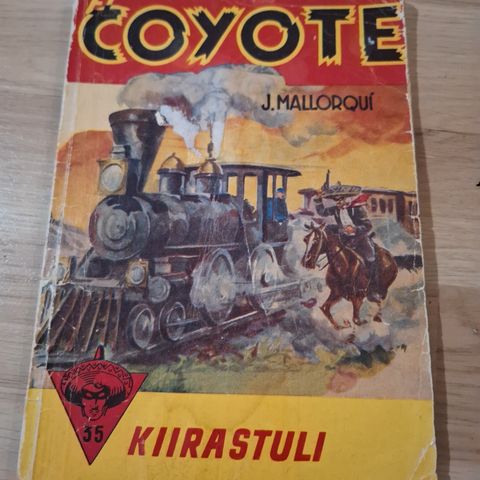 COYOTE
J. MALLORQUÍ
35
KIIRASTULI